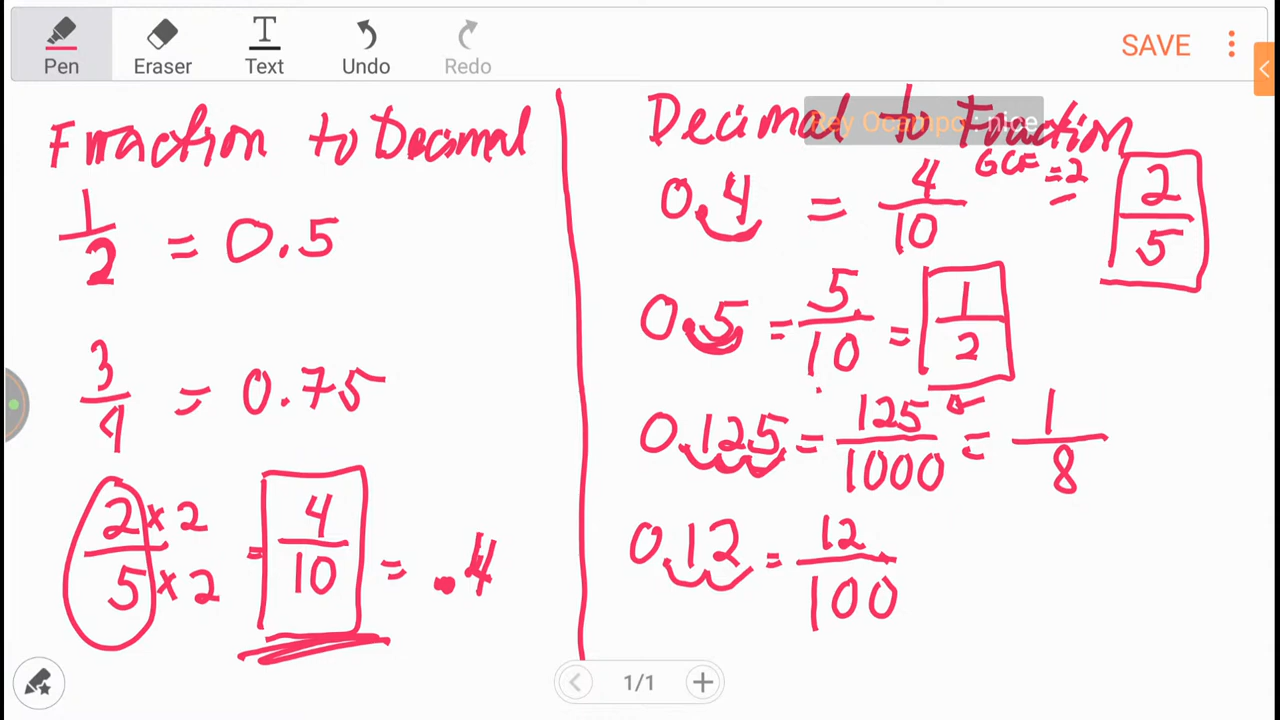 Pen Eraser Text Undo Redo SAVE
Fraction to Decimal
1/2 = 0.5
3/4 = 0.75
2/5 × 2 × 2 = 4/10 = .4
Decimal to Fraction
0.4 = 4/10 GCF = 2 2/5
0.5 = 5/10 = 1/2
0.125 = 125/1000 = 1/8
0.12 = 12/100
1/1